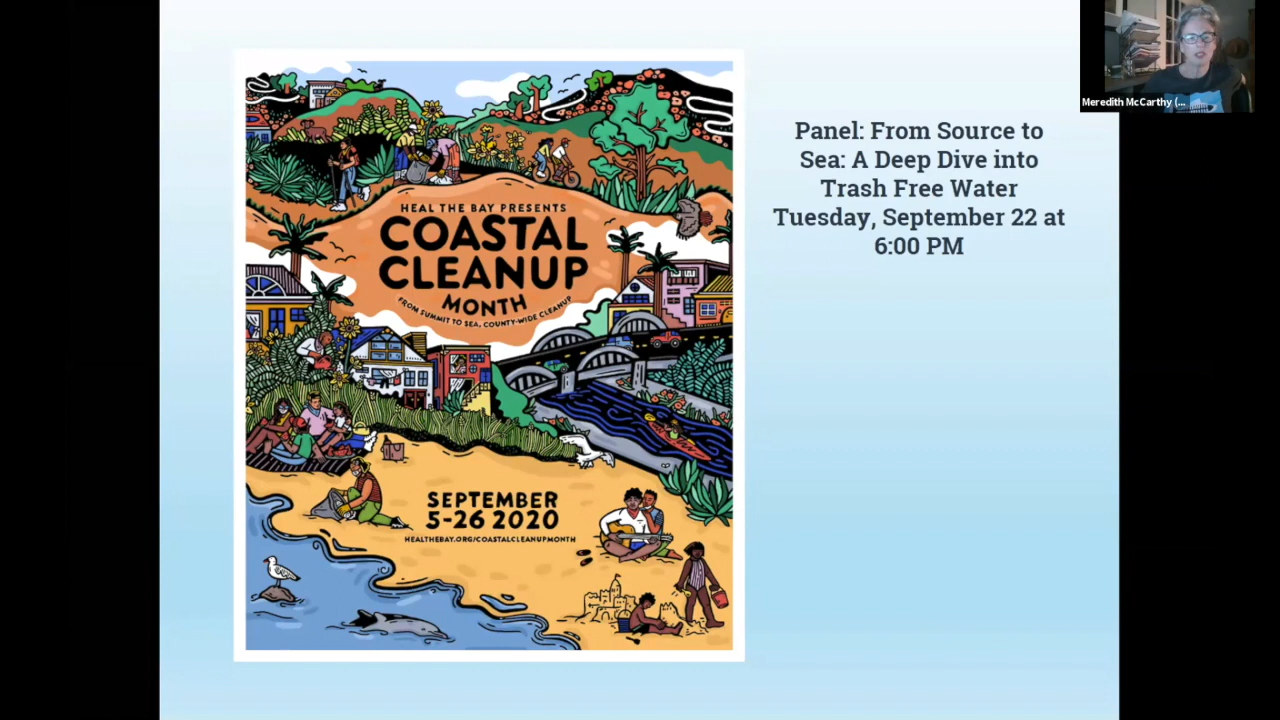 HEAL THE BAY PRESENTS
COASTAL
CLEANUP
MONTH
FROM SUMMIT TO SEA, COUNTY-WIDE CLEANUP
SEPTEMBER
5-26 2020
HEALTHEBAY.ORG/COASTALCLEANUPMONTH
Panel: From Source to
Sea: A Deep Dive into
Trash Free Water
Tuesday, September 22 at
6:00 PM
Meredith McCarthy (...